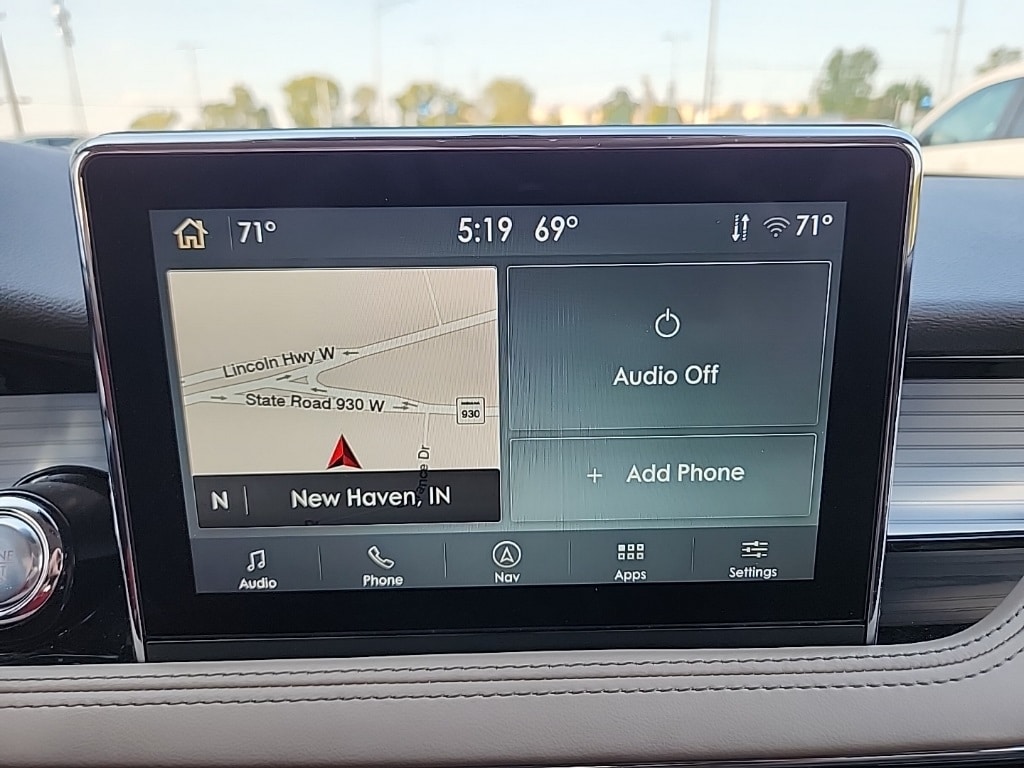 71° 5:19 69° 71°
Lincoln Hwy W
State Road 930 W
930
N New Haven, IN
Audio Off
+ Add Phone
Audio Phone Nav Apps Settings